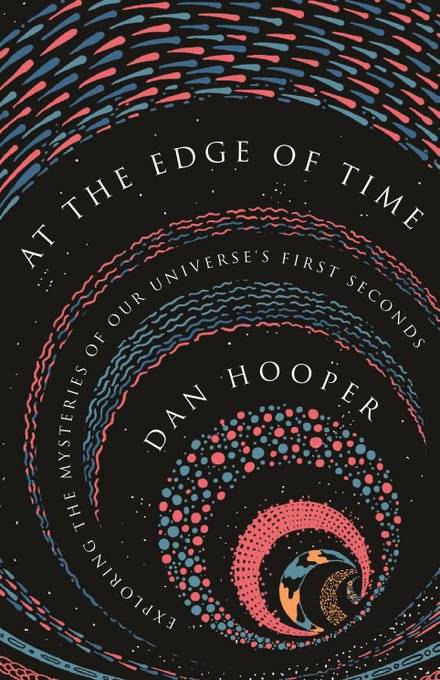 AT THE EDGE OF TIME
EXPLORING THE MYSTERIES OF OUR UNIVERSE'S FIRST SECONDS
DAN HOOPER